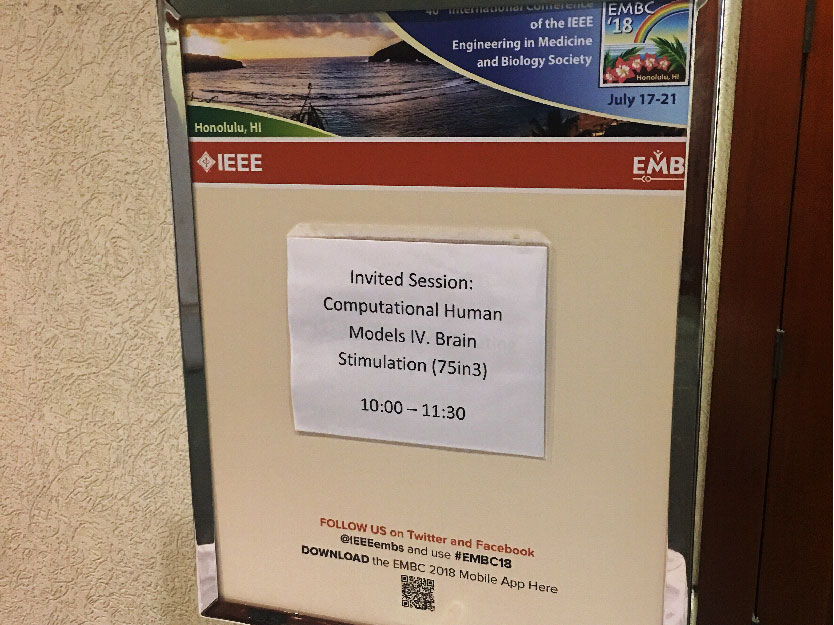 40th International Conference
of the IEEE
Engineering in Medicine
and Biology Society
EMBC
'18
Honolulu, HI
July 17-21
Honolulu, HI
IEEE
EMB
Invited Session:
Computational Human
Models IV. Brain
Stimulation (75in3)
10:00 – 11:30
FOLLOW US on Twitter and Facebook
@IEEEembs and use #EMBC18
DOWNLOAD the EMBC 2018 Mobile App Here